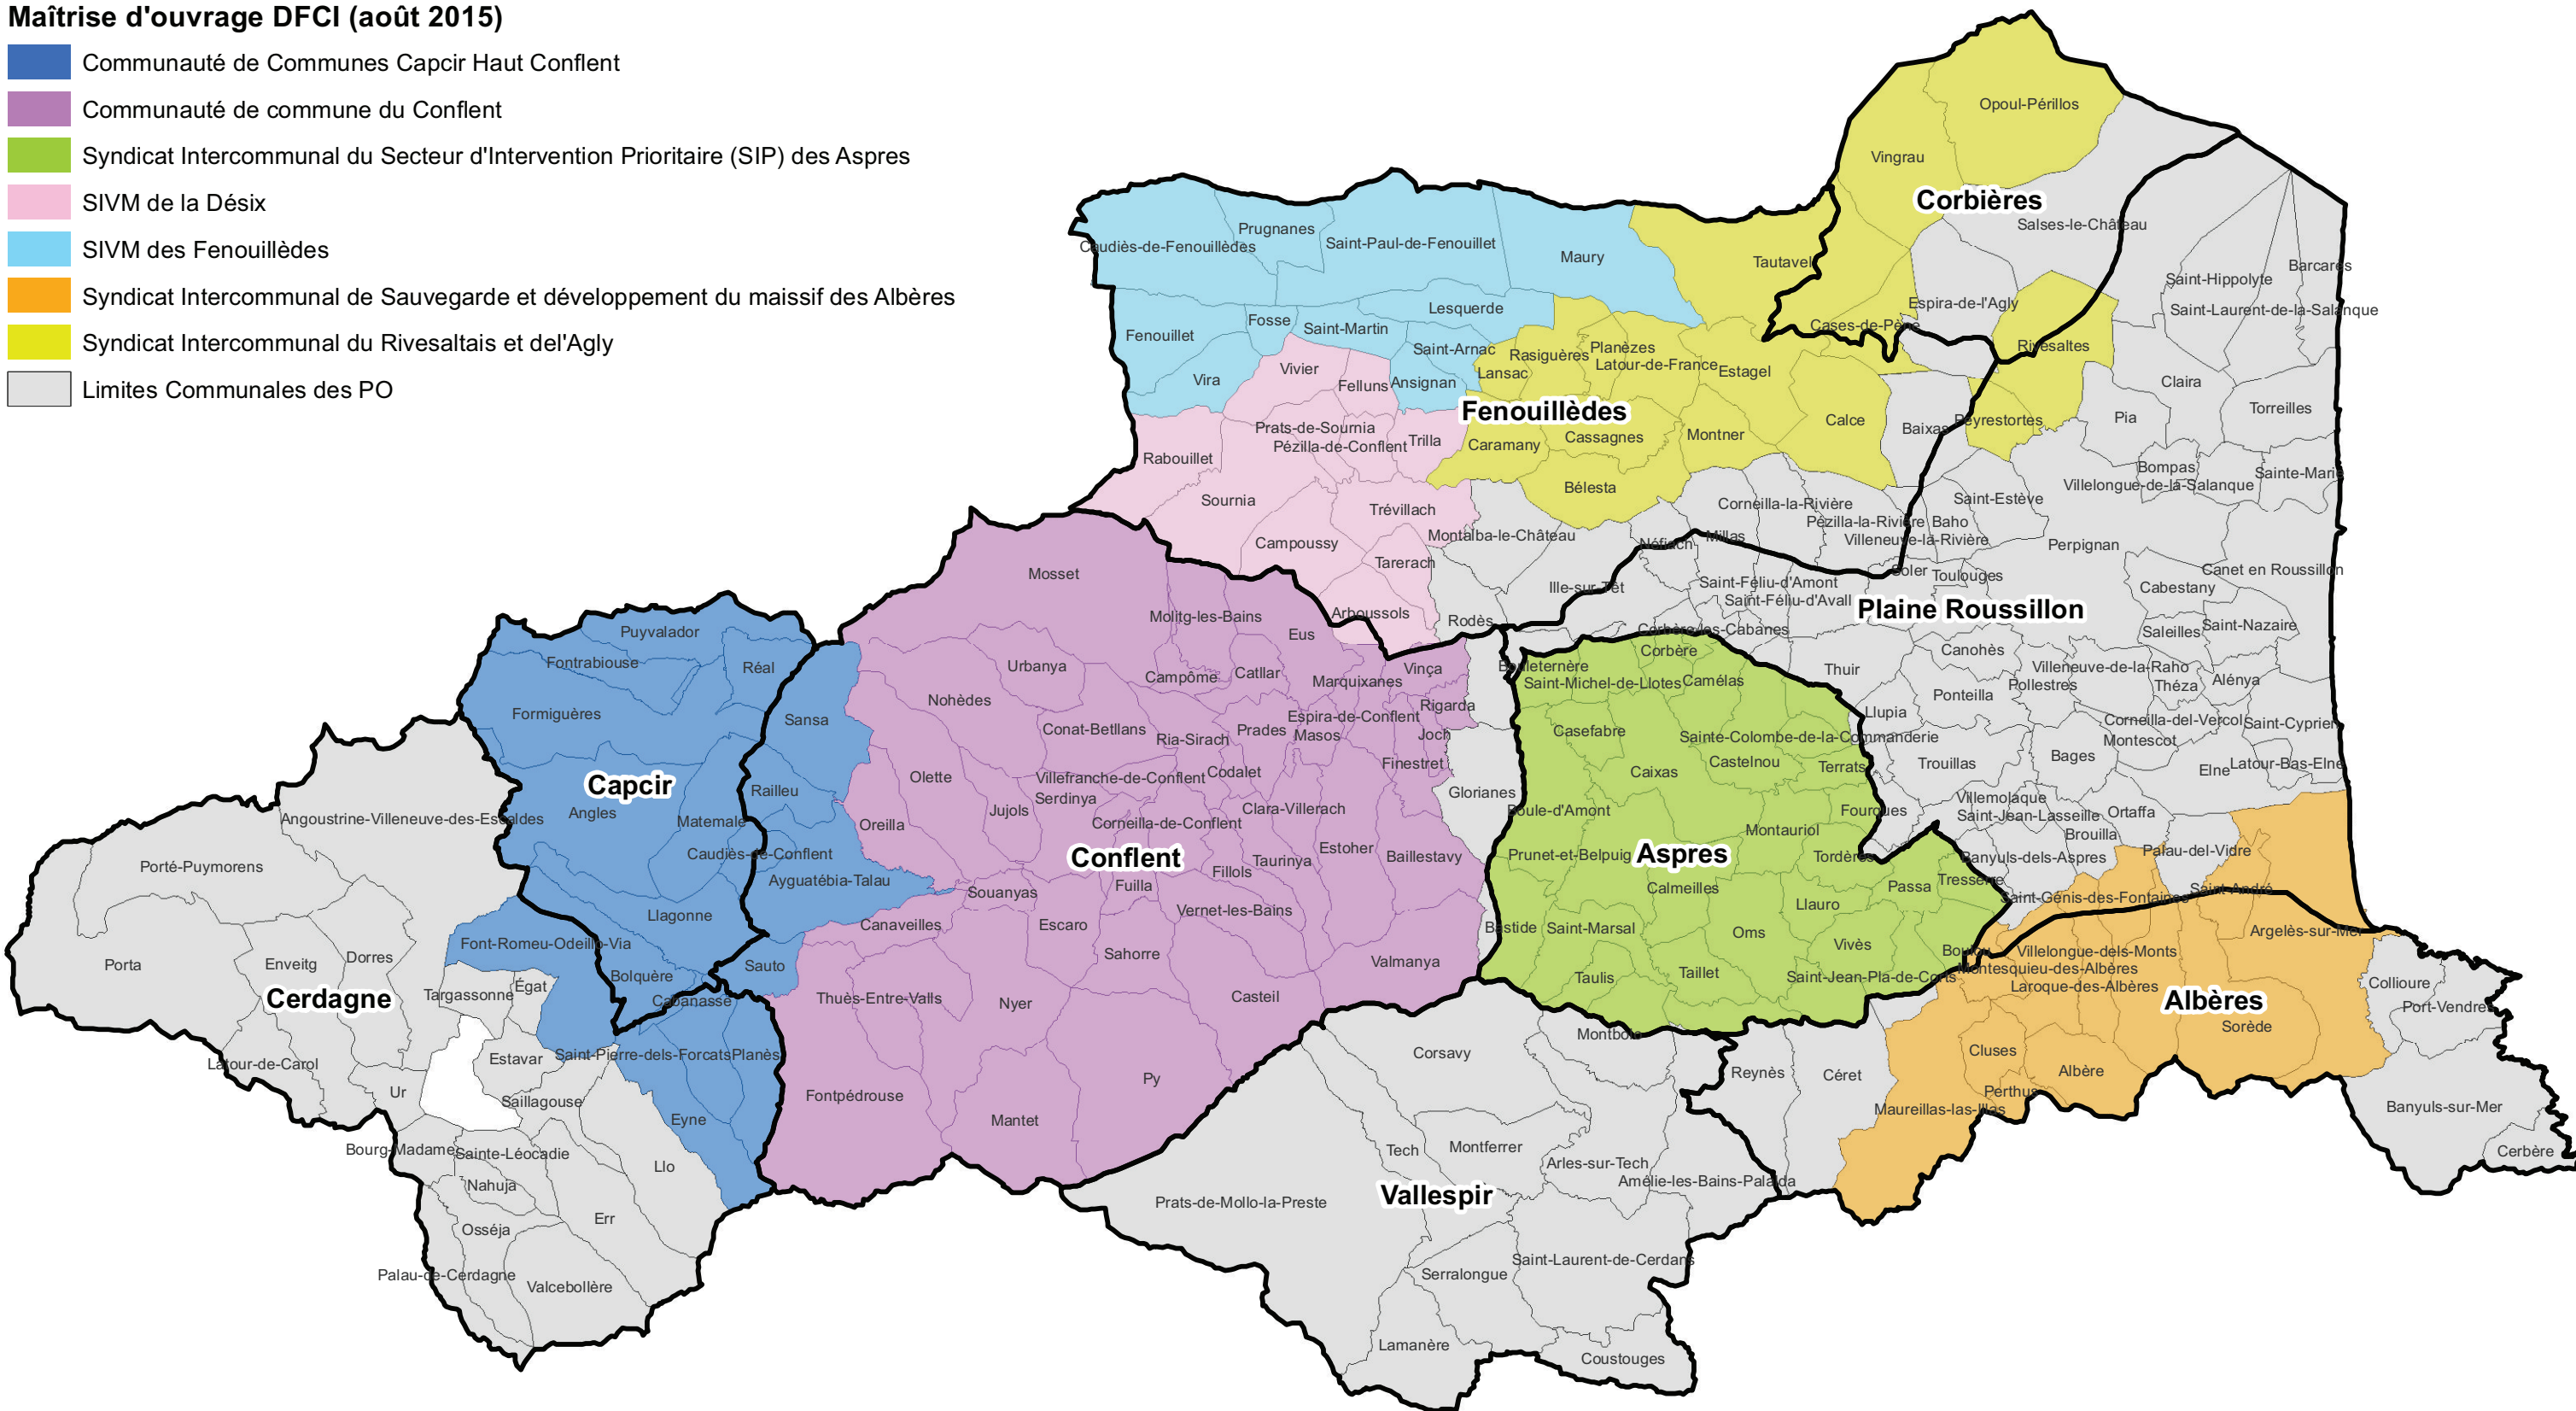 Maîtrise d'ouvrage DFCI (août 2015)
Communauté de Communes Capcir Haut Conflent
Communauté de commune du Conflent
Syndicat Intercommunal du Secteur d'Intervention Prioritaire (SIP) des Aspres
SIVM de la Désix
SIVM des Fenouillèdes
Syndicat Intercommunal de Sauvegarde et développement du maissif des Albères
Syndicat Intercommunal du Rivesaltais et del'Agly
Limites Communales des PO
Opoul-Périllos
Vingrau
Corbières
Salses-le-Château
Prugnanes
Caudiès-de-Fenouillèdes
Saint-Paul-de-Fenouillet
Maury
Tautavel
Barcarès
Saint-Hippolyte
Saint-Laurent-de-la-Salanque
Espira-de-l'Agly
Cases-de-Pène
Lesquerde
Fosse
Saint-Martin
Fenouillet
Saint-Arnac
Rasiguères
Planèzes
Latour-de-France
Rivesaltes
Vivier
Vira
Felluns
Ansignan
Lansac
Estagel
Claira
Fenouillèdes
Torreilles
Calce
Baixas
Peyrestortes
Pia
Prats-de-Sournia
Pézilla-de-Conflent
Trilla
Caramany
Cassagnes
Montner
Rabouillet
Bompas
Sainte-Marie
Villelongue-de-la-Salanque
Bélesta
Sournia
Trévillach
Corneilla-la-Rivière
Saint-Estève
Pézilla-la-Rivière
Baho
Villeneuve-la-Rivière
Montalba-le-Château
Campoussy
Néfiach
Millas
Perpignan
Tarerach
Mosset
Soler
Toulouges
Canet en Roussillon
Ille-sur-Têt
Saint-Féliu-d'Amont
Saint-Féliu-d'Avall
Cabestany
Plaine Roussillon
Arboussols
Rodès
Molitg-les-Bains
Eus
Corbère-les-Cabanes
Saleilles
Saint-Nazaire
Puyvalador
Fontrabiouse
Réal
Urbanya
Campôme
Catllar
Marquixanes
Vinça
Bouleternère
Corbère
Saint-Michel-de-Llotes
Camélas
Thuir
Canohès
Villeneuve-de-la-Raho
Pollestres
Théza
Alénya
Ponteilla
Formiguères
Sansa
Nohèdes
Conat-Betllans
Ria-Sirach
Prades
Espira-de-Conflent
Masos
Rigarda
Joch
Casefabre
Llupia
Sainte-Colombe-de-la-Commanderie
Corneilla-del-Vercol
Saint-Cyprien
Montescot
Bages
Finestret
Caixas
Castelnou
Terrats
Trouillas
Elne
Latour-Bas-Elne
Olette
Villefranche-de-Conflent
Codalet
Capcir
Railleu
Serdinya
Jujols
Clara-Villerach
Glorianes
Boule-d'Amont
Fourques
Villemolaque
Saint-Jean-Lasseille
Ortaffa
Brouilla
Angoustrine-Villeneuve-des-Escaldes
Angles
Matemale
Oreilla
Corneilla-de-Conflent
Montauriol
Caudiès-de-Conflent
Conflent
Taurinya
Estoher
Baillestavy
Prunet-et-Belpuig
Aspres
Tordères
Banyuls-dels-Aspres
Palau-del-Vidre
Porté-Puymorens
Ayguatébia-Talau
Souanyas
Fuilla
Fillols
Calmeilles
Passa
Tresserre
Saint-Génis-des-Fontaines
Saint-André
Llagonne
Canaveilles
Escaro
Vernet-les-Bains
Llauro
Bastide
Saint-Marsal
Oms
Vivès
Boulou
Argelès-sur-Mer
Font-Romeu-Odeillo-Via
Villelongue-dels-Monts
Montesquieu-des-Albères
Laroque-des-Albères
Porta
Enveitg
Dorres
Sauto
Bolquère
Sahorre
Valmanya
Taulis
Taillet
Saint-Jean-Pla-de-Corts
Collioure
Cerdagne
Targassonne
Égat
Cabanasse
Thuès-Entre-Valls
Nyer
Casteil
Albères
Port-Vendres
Sorède
Montbolo
Latour-de-Carol
Estavar
Saint-Pierre-dels-Forcats
Planès
Corsavy
Reynès
Céret
Cluses
Albère
Ur
Saillagouse
Fontpédrouse
Py
Perthus
Maureillas-las-Illas
Banyuls-sur-Mer
Eyne
Mantet
Bourg-Madame
Sainte-Léocadie
Tech
Montferrer
Cerbère
Llo
Arles-sur-Tech
Nahuja
Amélie-les-Bains-Palalda
Prats-de-Mollo-la-Preste
Vallespir
Err
Osséja
Saint-Laurent-de-Cerdans
Palau-de-Cerdagne
Valcebollère
Serralongue
Lamanère
Coustouges